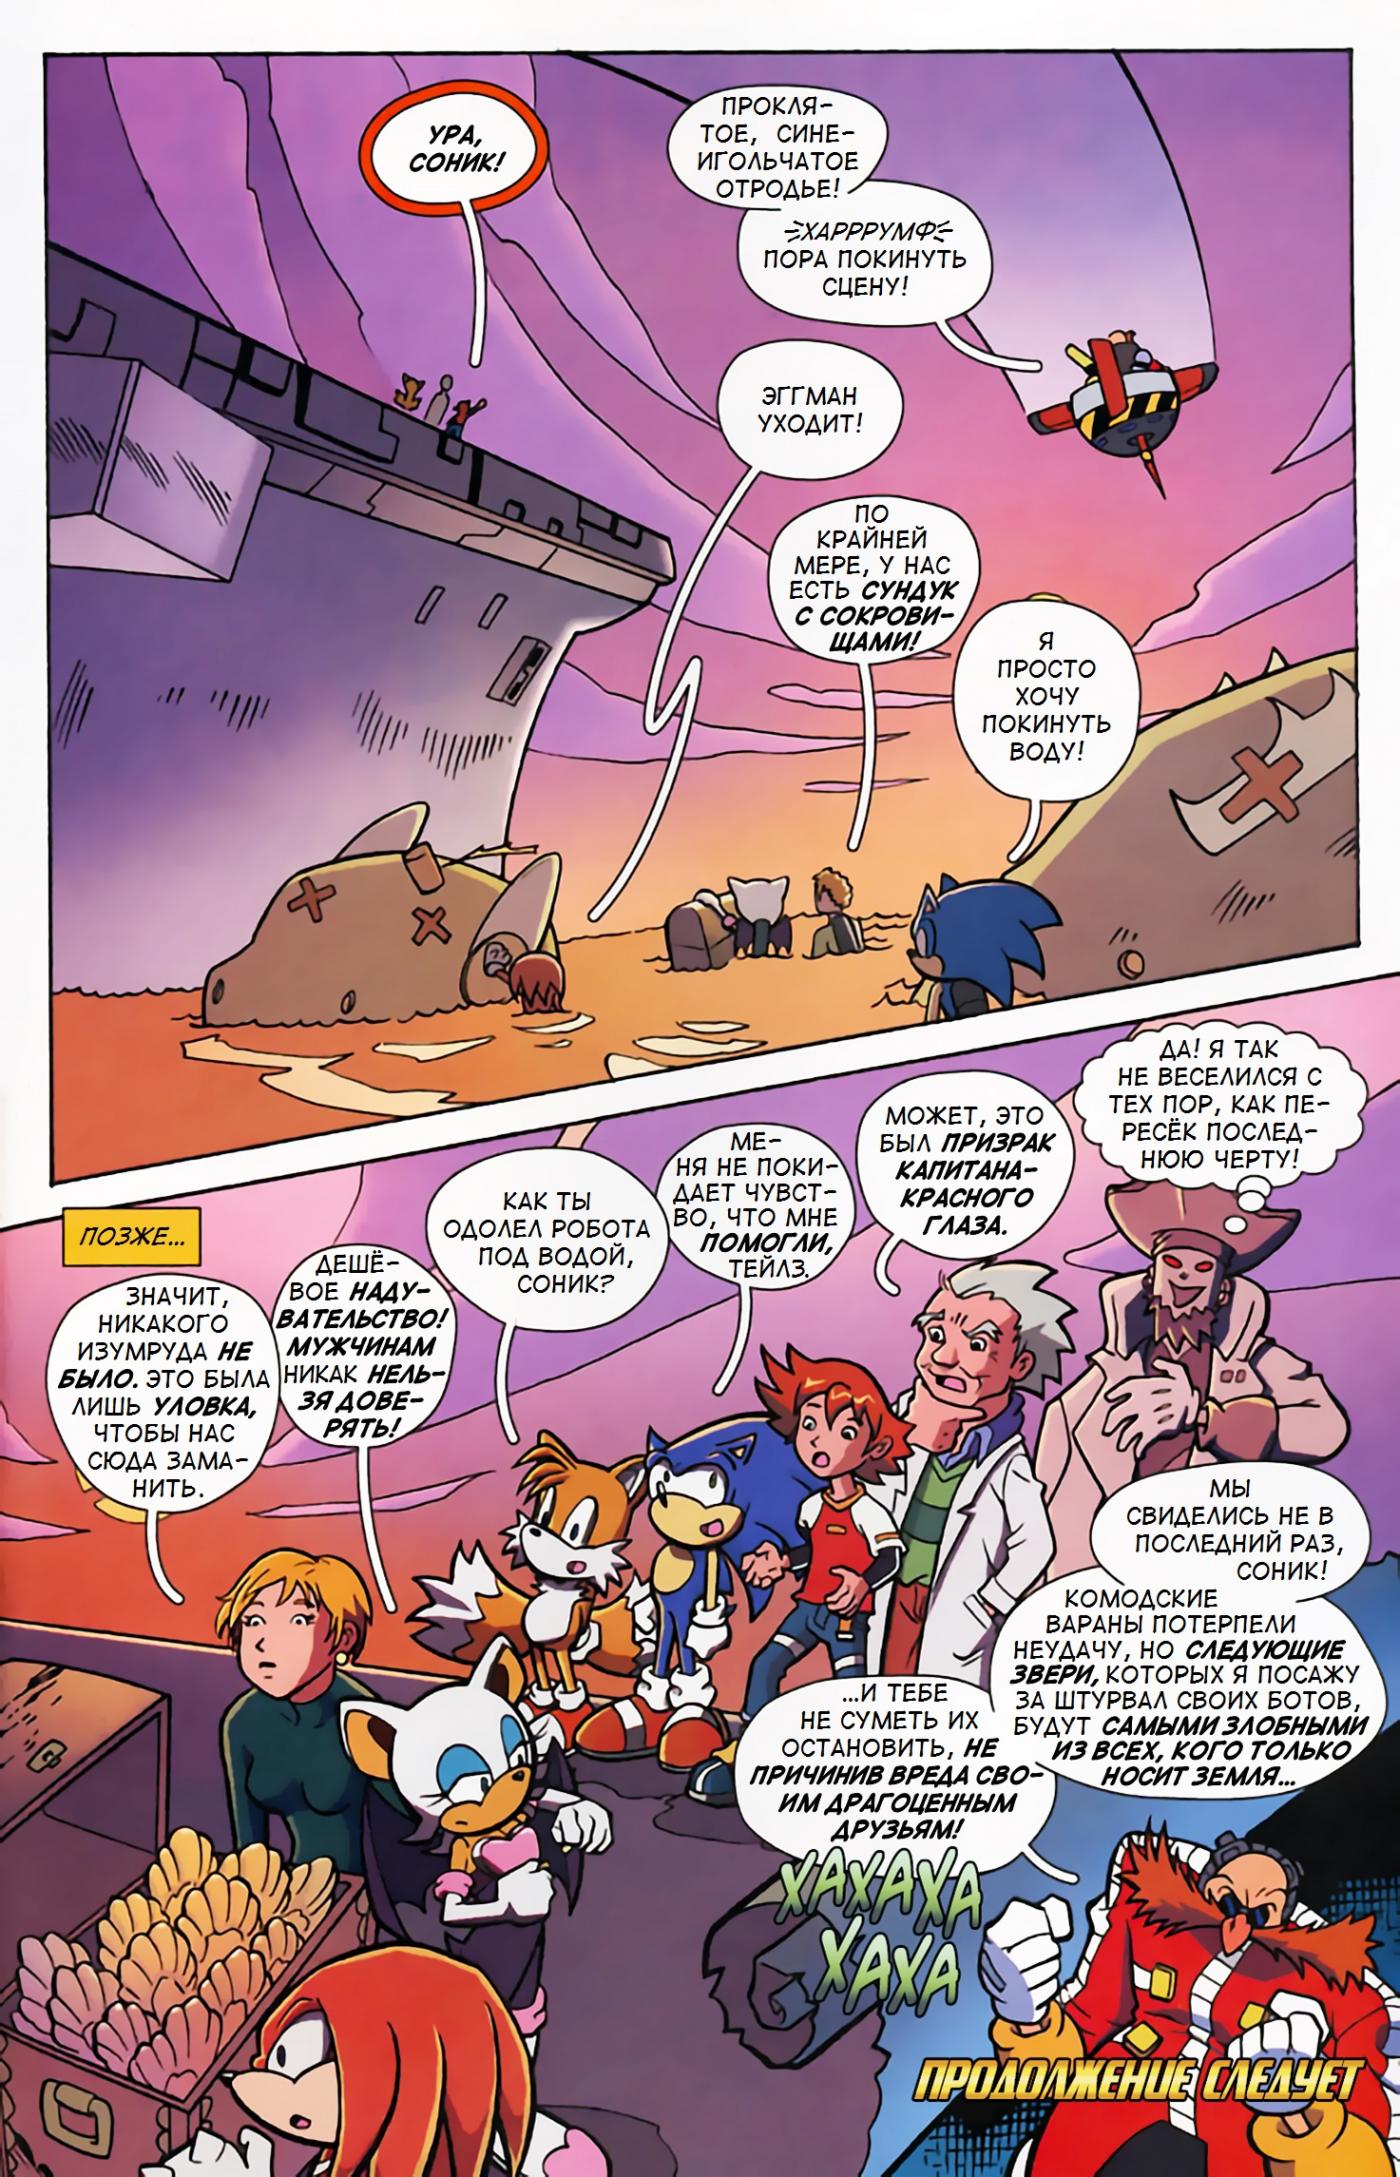 УРА,
СОНИК!
ПРОКЛЯ-
ТОЕ, СИНЕ-
ИГОЛЬЧАТОЕ
ОТРОДЬЕ!
ХАРРРУМФ
ПОРА ПОКИНУТЬ
СЦЕНУ!
ЭГГМАН
УХОДИТ!
ПО
КРАЙНЕЙ
МЕРЕ, У НАС
ЕСТЬ СУНДУК
С СОКРОВИ-
ЩАМИ!
Я
ПРОСТО
ХОЧУ
ПОКИНУТЬ
ВОДУ!
ПОЗЖЕ...
ЗНАЧИТ,
НИКАКОГО
ИЗУМРУДА НЕ
БЫЛО. ЭТО БЫЛА
ЛИШЬ УЛОВКА,
ЧТОБЫ НАС
СЮДА ЗАМА-
НИТЬ.
ДЕШЁ-
ВОЕ НАДУ-
ВАТЕЛЬСТВО!
МУЖЧИНАМ
НИКАК НЕЛЬ-
ЗЯ ДОВЕ-
РЯТЬ!
КАК ТЫ
ОДОЛЕЛ РОБОТА
ПОД ВОДОЙ,
СОНИК?
МЕ-
НЯ НЕ ПОКИ-
ДАЕТ ЧУВСТ-
ВО, ЧТО МНЕ
ПОМОГЛИ,
ТЕЙЛЗ.
МОЖЕТ, ЭТО
БЫЛ ПРИЗРАК
КАПИТАНА-
КРАСНОГО
ГЛАЗА.
ДА! Я ТАК
НЕ ВЕСЕЛИЛСЯ С
ТЕХ ПОР, КАК ПЕ-
РЕСЁК ПОСЛЕД-
НЮЮ ЧЕРТУ!
МЫ
СВИДЕЛИСЬ НЕ В
ПОСЛЕДНИЙ РАЗ,
СОНИК!
КОМОДСКИЕ
ВАРАНЫ ПОТЕРПЕЛИ
НЕУДАЧУ, НО СЛЕДУЮЩИЕ
ЗВЕРИ, КОТОРЫХ Я ПОСАЖУ
ЗА ШТУРВАЛ СВОИХ БОТОВ,
БУДУТ САМЫМИ ЗЛОБНЫМИ
ИЗ ВСЕХ, КОГО ТОЛЬКО
НОСИТ ЗЕМЛЯ...
...И ТЕБЕ
НЕ СУМЕТЬ ИХ
ОСТАНОВИТЬ, НЕ
ПРИЧИНИВ ВРЕДА СВО-
ИМ ДРАГОЦЕННЫМ
ДРУЗЬЯМ!
ХАХАХАХА
ХАХА
ПРОДОЛЖЕНИЕ СЛЕДУЕТ